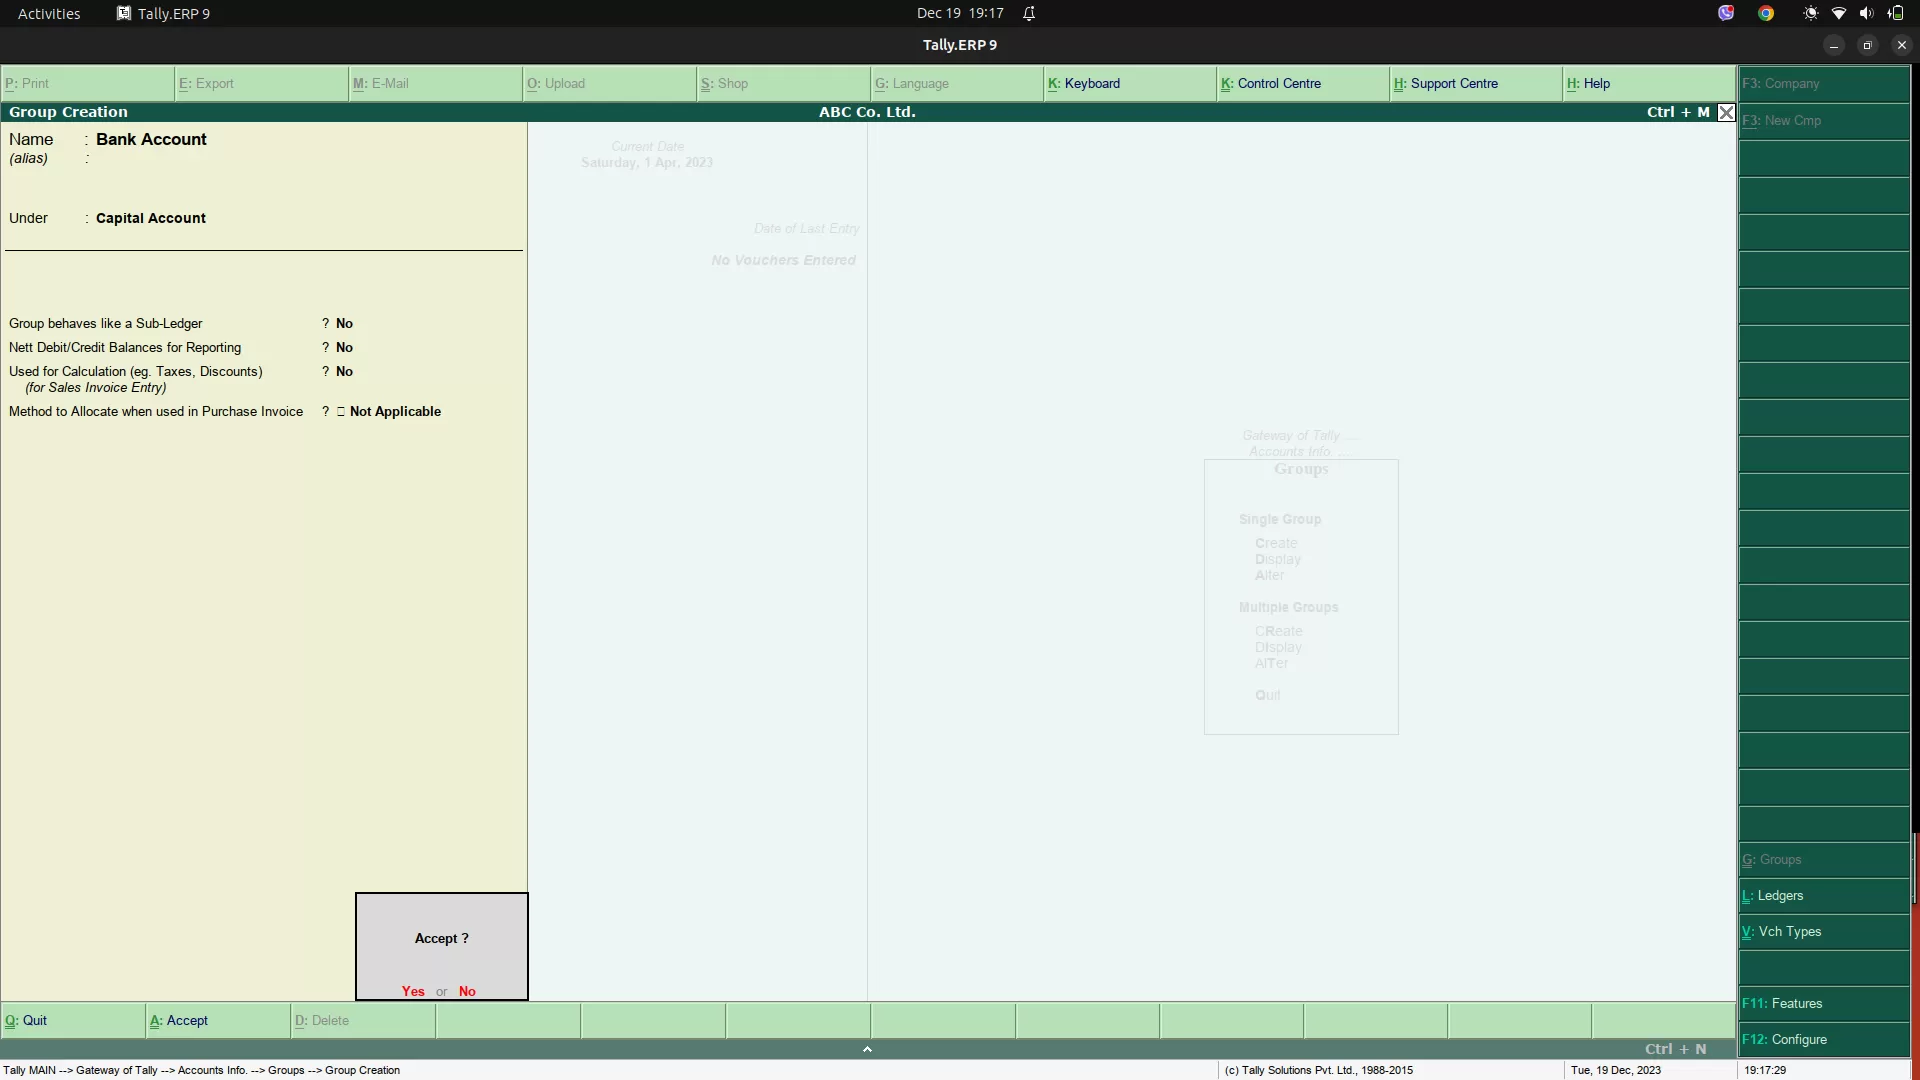 Activities Tally.ERP 9 Dec 19 19:17
Tally.ERP 9
P: Print E: Export M: E-Mail O: Upload S: Shop G: Language K: Keyboard K: Control Centre H: Support Centre H: Help F3: Company
Group Creation ABC Co. Ltd. Ctrl + M
F3: New Cmp
Name : Bank Account
(alias) :
Current Date
Saturday, 1 Apr, 2023
Under : Capital Account
Date of Last Entry
No Vouchers Entered
Group behaves like a Sub-Ledger ? No
Nett Debit/Credit Balances for Reporting ? No
Used for Calculation (eg. Taxes, Discounts) ? No
(for Sales Invoice Entry)
Method to Allocate when used in Purchase Invoice ? □ Not Applicable
Gateway of Tally ....
Accounts Info. ....
Groups
Single Group
Create
Display
Alter
Multiple Groups
CReate
DIsplay
AlTer
Quit
G: Groups
L: Ledgers
V: Vch Types
F11: Features
F12: Configure
Accept ?
Yes or No
Q: Quit A: Accept D: Delete
Ctrl + N
Tally MAIN --> Gateway of Tally --> Accounts Info. --> Groups --> Group Creation (c) Tally Solutions Pvt. Ltd., 1988-2015 Tue, 19 Dec, 2023 19:17:29